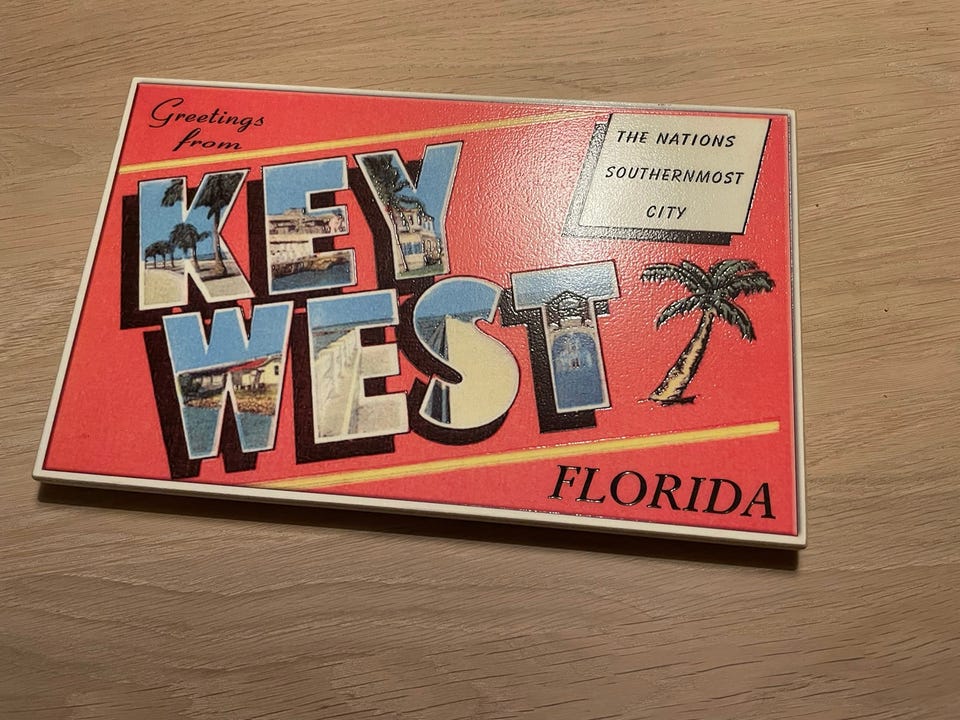 Greetings
from
KEY
WEST
THE NATIONS
SOUTHERNMOST
CITY
FLORIDA